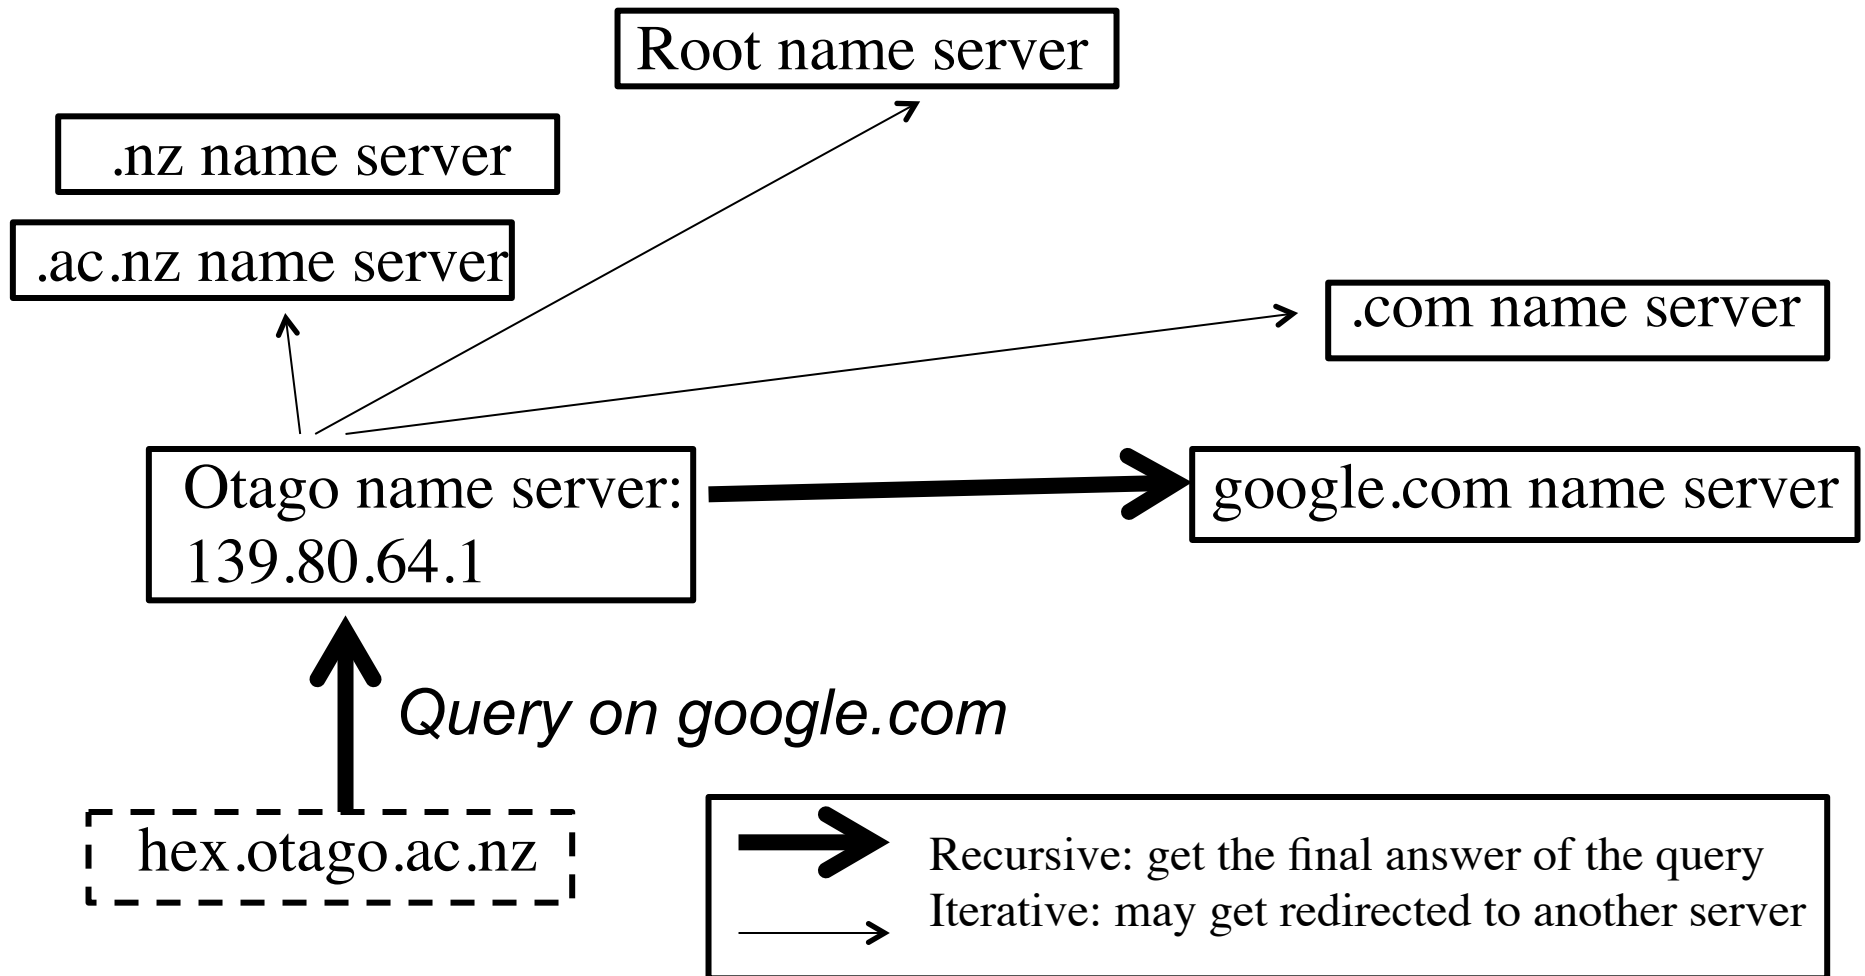 Root name server
.nz name server
.ac.nz name server
.com name server
Otago name server:
139.80.64.1
google.com name server
Query on google.com
hex.otago.ac.nz
Recursive: get the final answer of the query
Iterative: may get redirected to another server